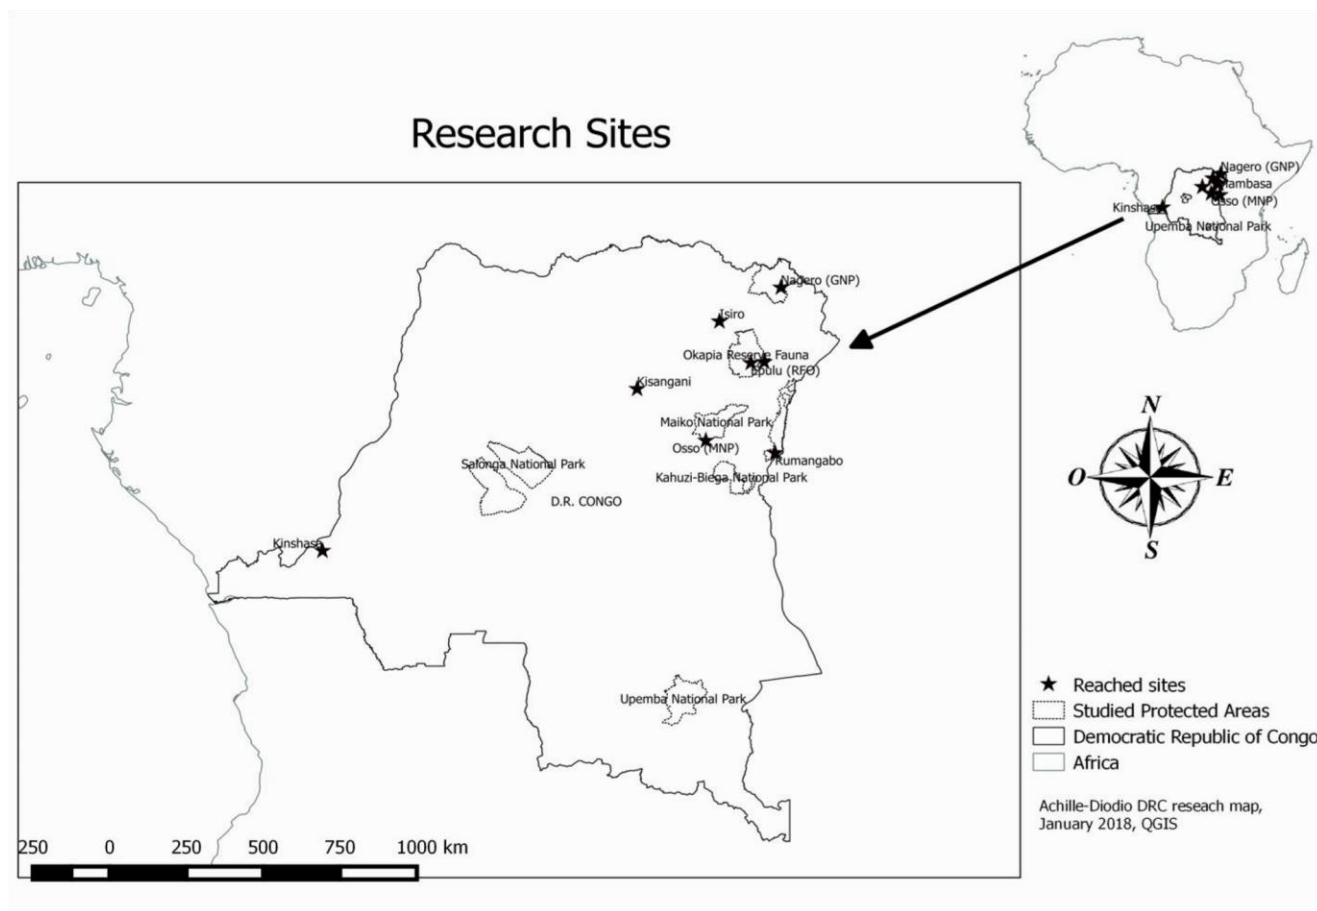 Research Sites
Nagero (GNP)
Mambasa
Osso (MNP)
Kinshasa
Upemba National Park
Nagero (GNP)
Isiro
Okapia Reserve Fauna
Epulu (RFO)
Kisangani
Maiko National Park
Osso (MNP)
Rumangabo
Salonga National Park
Kahuzi-Biega National Park
D.R. CONGO
Kinshasa
Upemba National Park
N
O
E
S
Reached sites
Studied Protected Areas
Democratic Republic of Congo
Africa
Achille-Diodio DRC reseach map,
January 2018, QGIS
250 0 250 500 750 1000 km